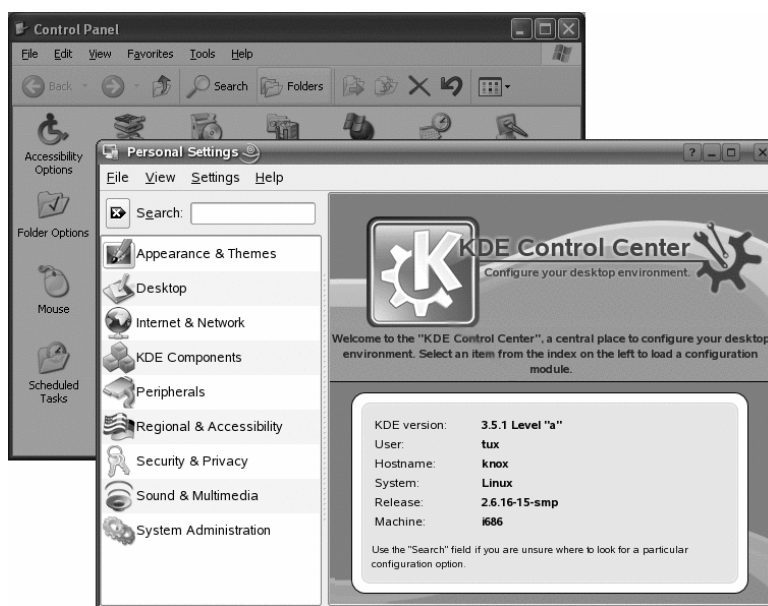 Control Panel
File Edit View Favorites Tools Help
Back Search Folders
Accessibility
Options
Folder Options
Mouse
Scheduled
Tasks
Personal Settings
File View Settings Help
Search:
Appearance & Themes
Desktop
Internet & Network
KDE Components
Peripherals
Regional & Accessibility
Security & Privacy
Sound & Multimedia
System Administration
KDE Control Center
Configure your desktop environment.
Welcome to the "KDE Control Center", a central place to configure your desktop
environment. Select an item from the index on the left to load a configuration
module.
KDE version: 3.5.1 Level "a"
User: tux
Hostname: knox
System: Linux
Release: 2.6.16-15-smp
Machine: i686
Use the "Search" field if you are unsure where to look for a particular
configuration option.